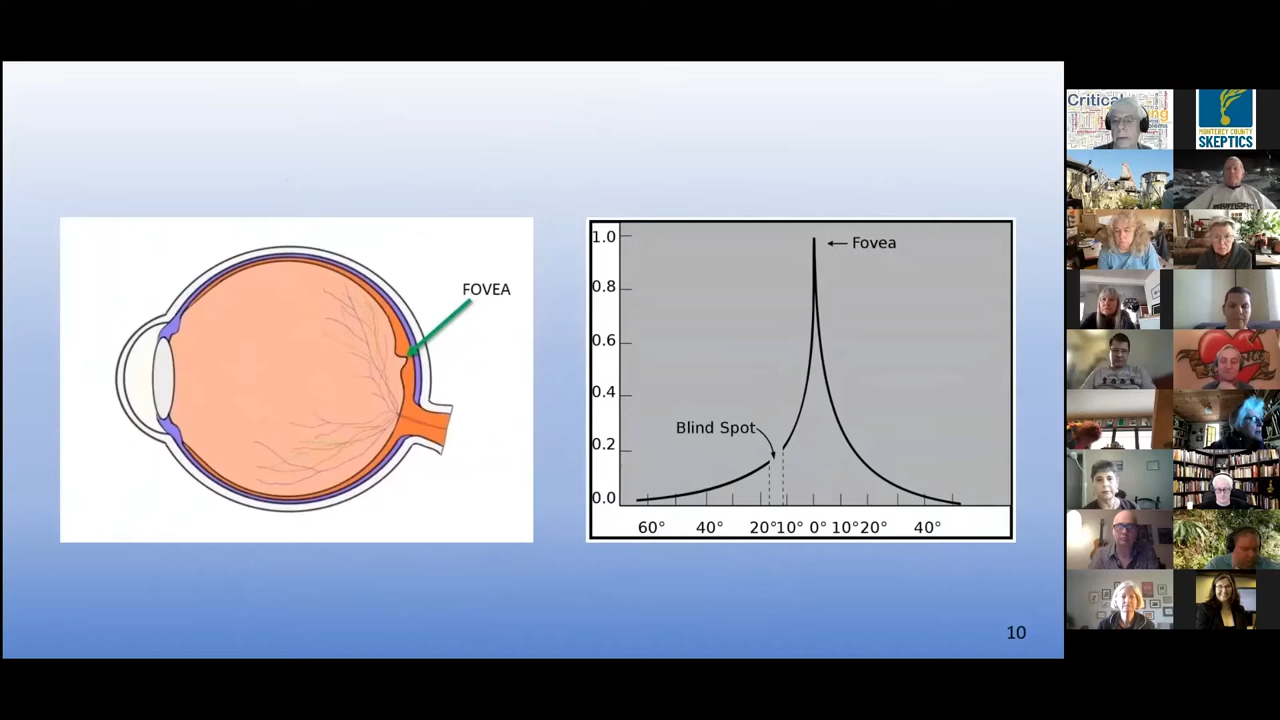 FOVEA
1.0
Fovea
0.8
0.6
0.4
Blind Spot
0.2
0.0
60° 40° 20° 10° 0° 10° 20° 40°
10
Critical
MONTEREY COUNTY
SKEPTICS